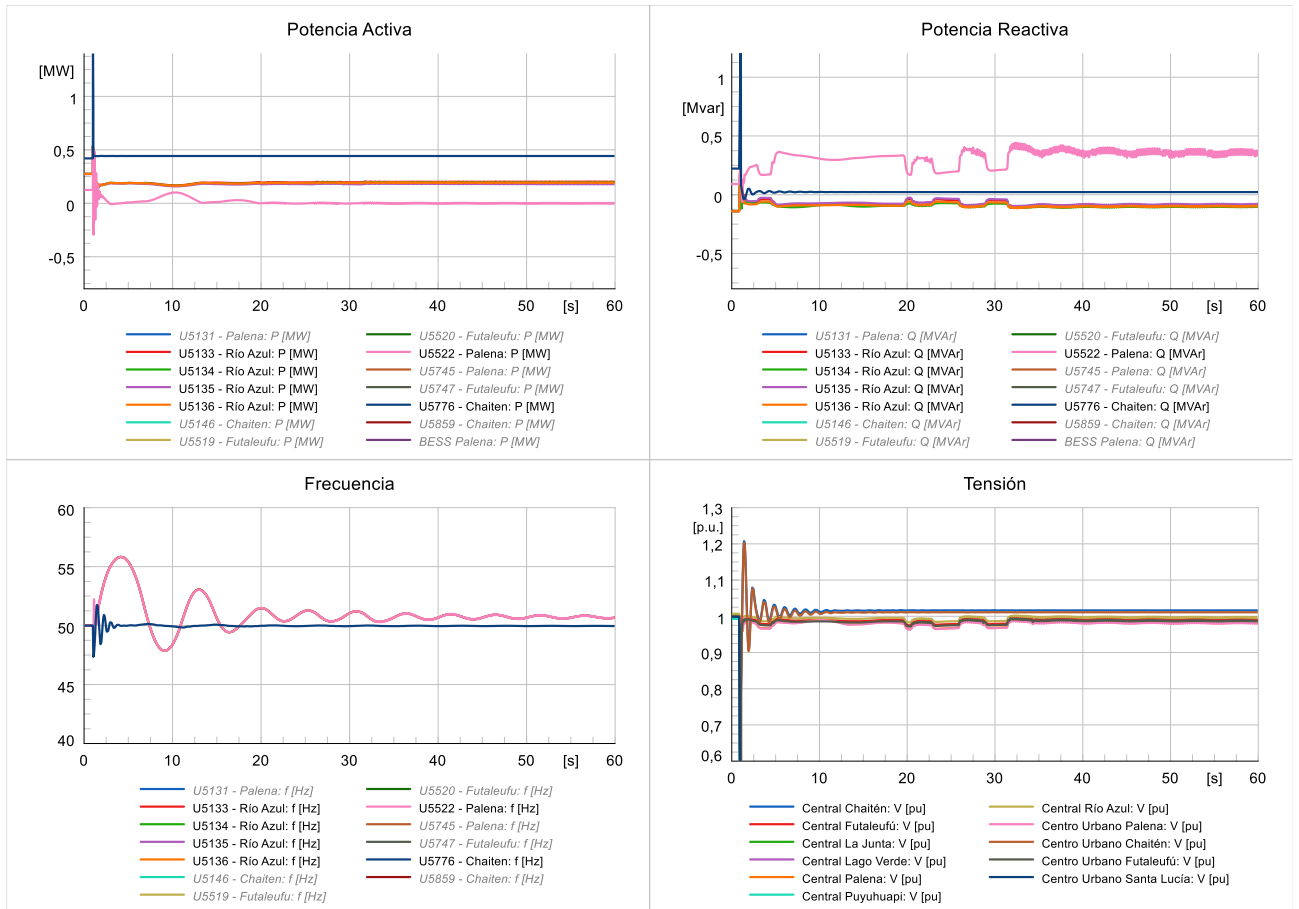 Potencia Activa
[MW]
1
0,5
0
-0,5
0 10 20 30 40 50 [s] 60
U5131 - Palena: P [MW] U5520 - Futaleufu: P [MW]
U5133 - Río Azul: P [MW] U5522 - Palena: P [MW]
U5134 - Río Azul: P [MW] U5745 - Palena: P [MW]
U5135 - Río Azul: P [MW] U5747 - Futaleufu: P [MW]
U5136 - Río Azul: P [MW] U5776 - Chaiten: P [MW]
U5146 - Chaiten: P [MW] U5859 - Chaiten: P [MW]
U5519 - Futaleufu: P [MW] BESS Palena: P [MW]
Potencia Reactiva
1
[Mvar]
0,5
0
-0,5
0 10 20 30 40 50 [s] 60
U5131 - Palena: Q [MVAr] U5520 - Futaleufu: Q [MVAr]
U5133 - Río Azul: Q [MVAr] U5522 - Palena: Q [MVAr]
U5134 - Río Azul: Q [MVAr] U5745 - Palena: Q [MVAr]
U5135 - Río Azul: Q [MVAr] U5747 - Futaleufu: Q [MVAr]
U5136 - Río Azul: Q [MVAr] U5776 - Chaiten: Q [MVAr]
U5146 - Chaiten: Q [MVAr] U5859 - Chaiten: Q [MVAr]
U5519 - Futaleufu: Q [MVAr] BESS Palena: Q [MVAr]
Frecuencia
60
55
50
45
40
0 10 20 30 40 50 [s] 60
U5131 - Palena: f [Hz] U5520 - Futaleufu: f [Hz]
U5133 - Río Azul: f [Hz] U5522 - Palena: f [Hz]
U5134 - Río Azul: f [Hz] U5745 - Palena: f [Hz]
U5135 - Río Azul: f [Hz] U5747 - Futaleufu: f [Hz]
U5136 - Río Azul: f [Hz] U5776 - Chaiten: f [Hz]
U5146 - Chaiten: f [Hz] U5859 - Chaiten: f [Hz]
U5519 - Futaleufu: f [Hz]
Tensión
1,3
[p.u.]
1,2
1,1
1
0,9
0,8
0,7
0,6
0 10 20 30 40 50 [s] 60
Central Chaitén: V [pu] Central Río Azul: V [pu]
Central Futaleufú: V [pu] Centro Urbano Palena: V [pu]
Central La Junta: V [pu] Centro Urbano Chaitén: V [pu]
Central Lago Verde: V [pu] Centro Urbano Futaleufú: V [pu]
Central Palena: V [pu] Centro Urbano Santa Lucía: V [pu]
Central Puyuhuapi: V [pu]